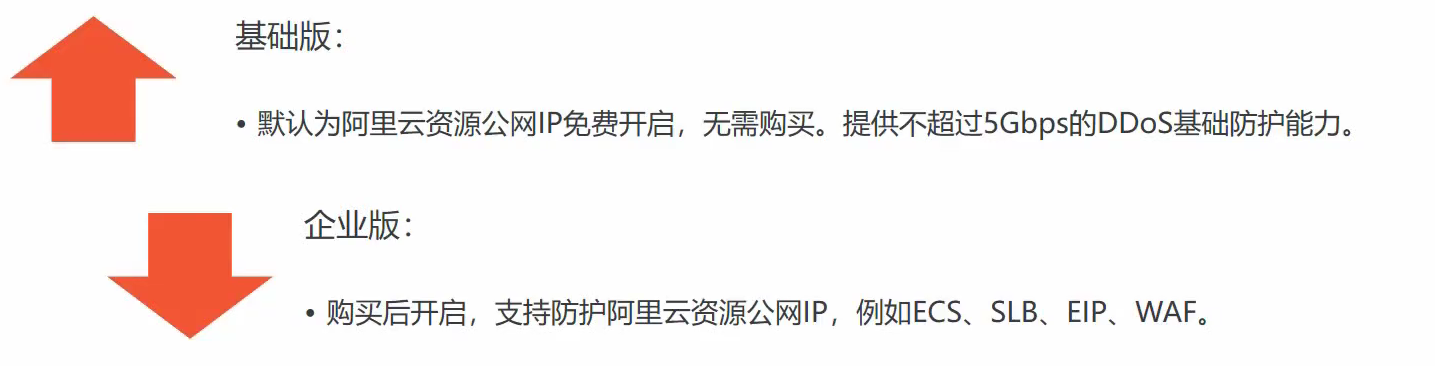 基础版：
• 默认为阿里云资源公网IP免费开启，无需购买。提供不超过5Gbps的DDoS基础防护能力。
企业版：
• 购买后开启，支持防护阿里云资源公网IP，例如ECS、SLB、EIP、WAF。